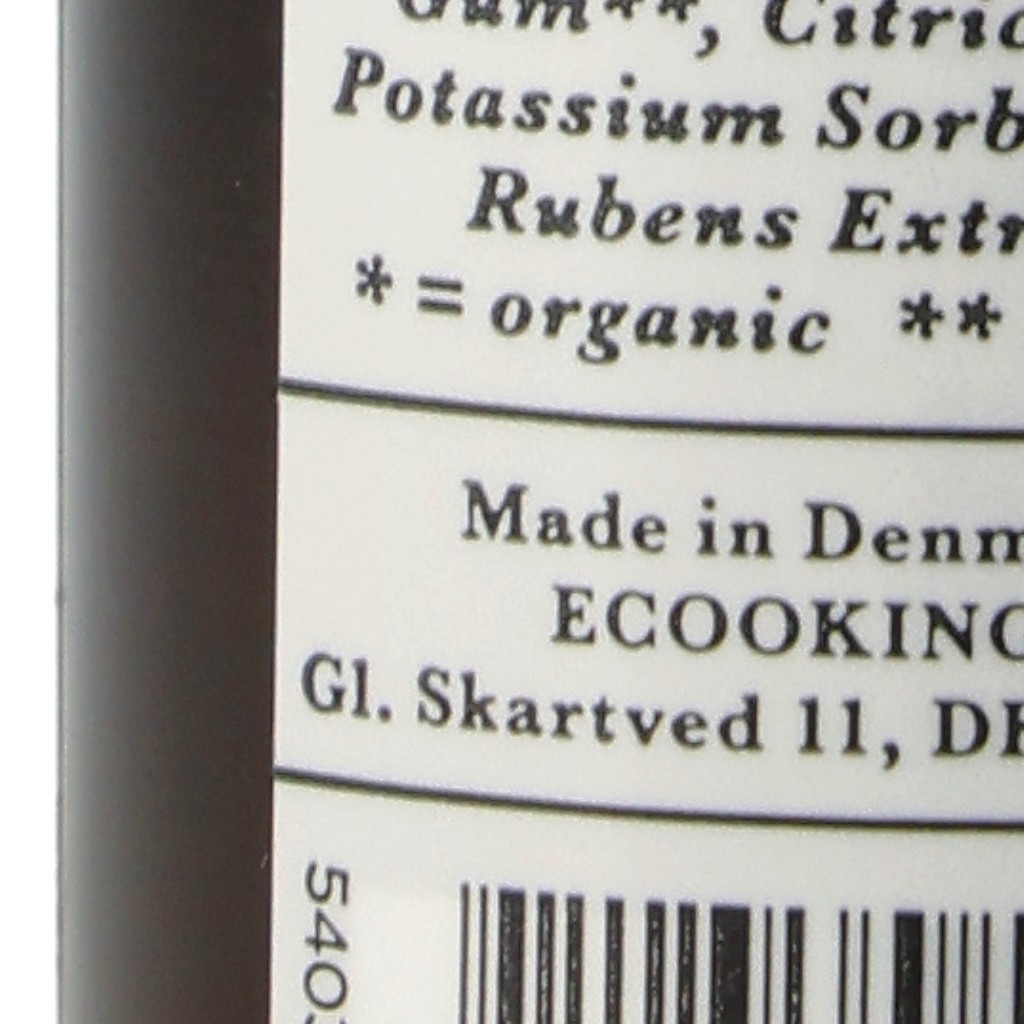 Gum**, Citric
Potassium Sorb
Rubens Extr
* = organic **
Made in Denm
ECOOKING
Gl. Skartved 11, DK
540